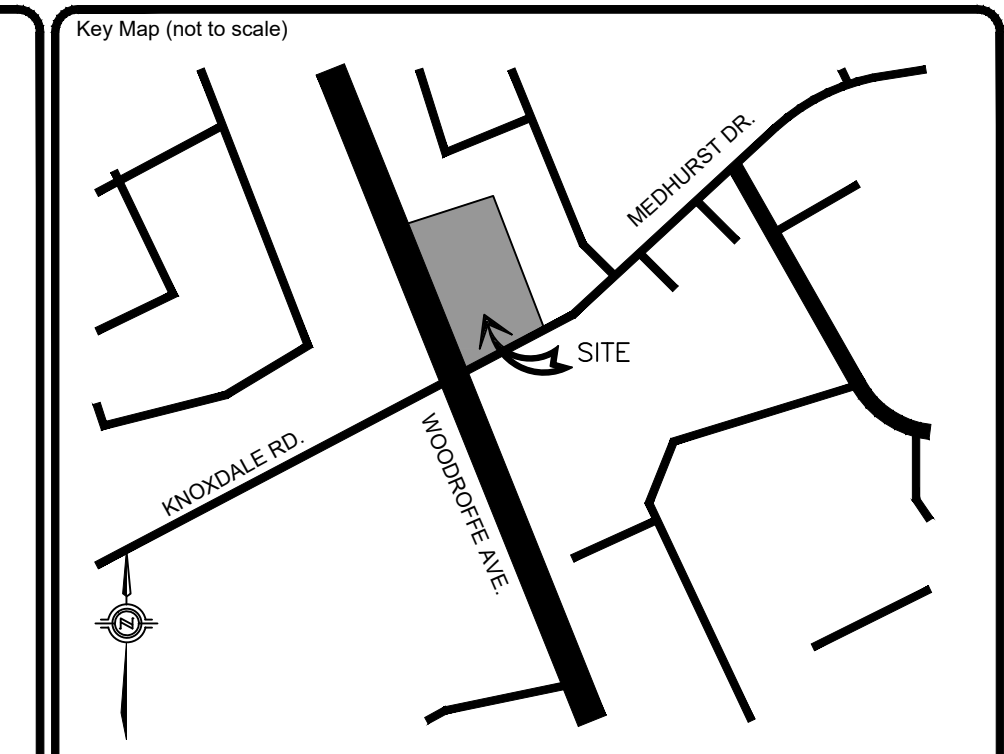 Key Map (not to scale)
MEDHURST DR.
SITE
KNOXDALE RD.
WOODROFFE AVE.
N